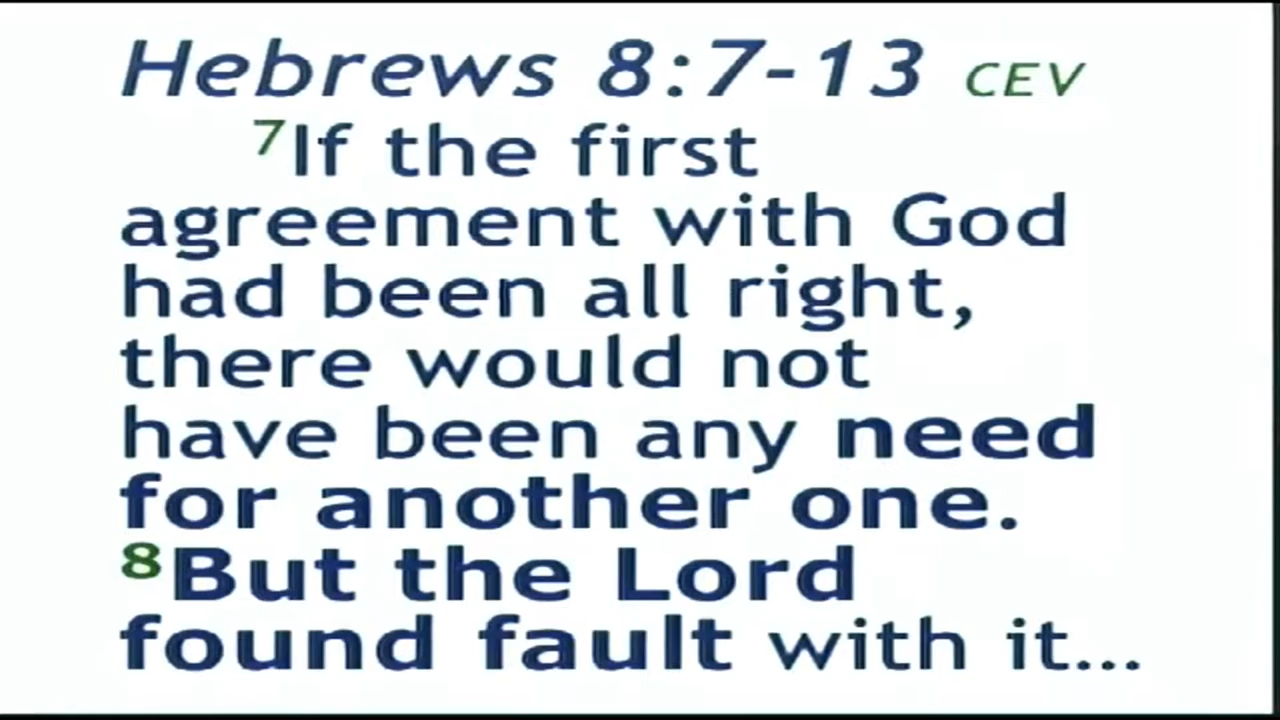 Hebrews 8:7-13 CEV
7If the first
agreement with God
had been all right,
there would not
have been any need
for another one.
8But the Lord
found fault with it...